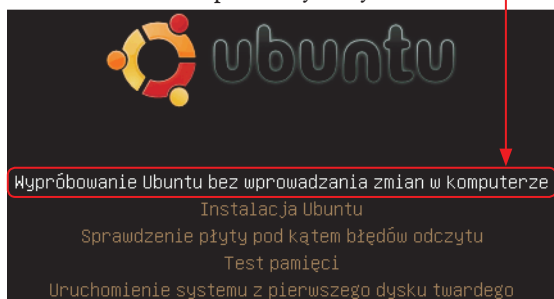 ubuntu
Wypróbowanie Ubuntu bez wprowadzania zmian w komputerze
Instalacja Ubuntu
Sprawdzenie płyty pod kątem błędów odczytu
Test pamięci
Uruchomienie systemu z pierwszego dysku twardego